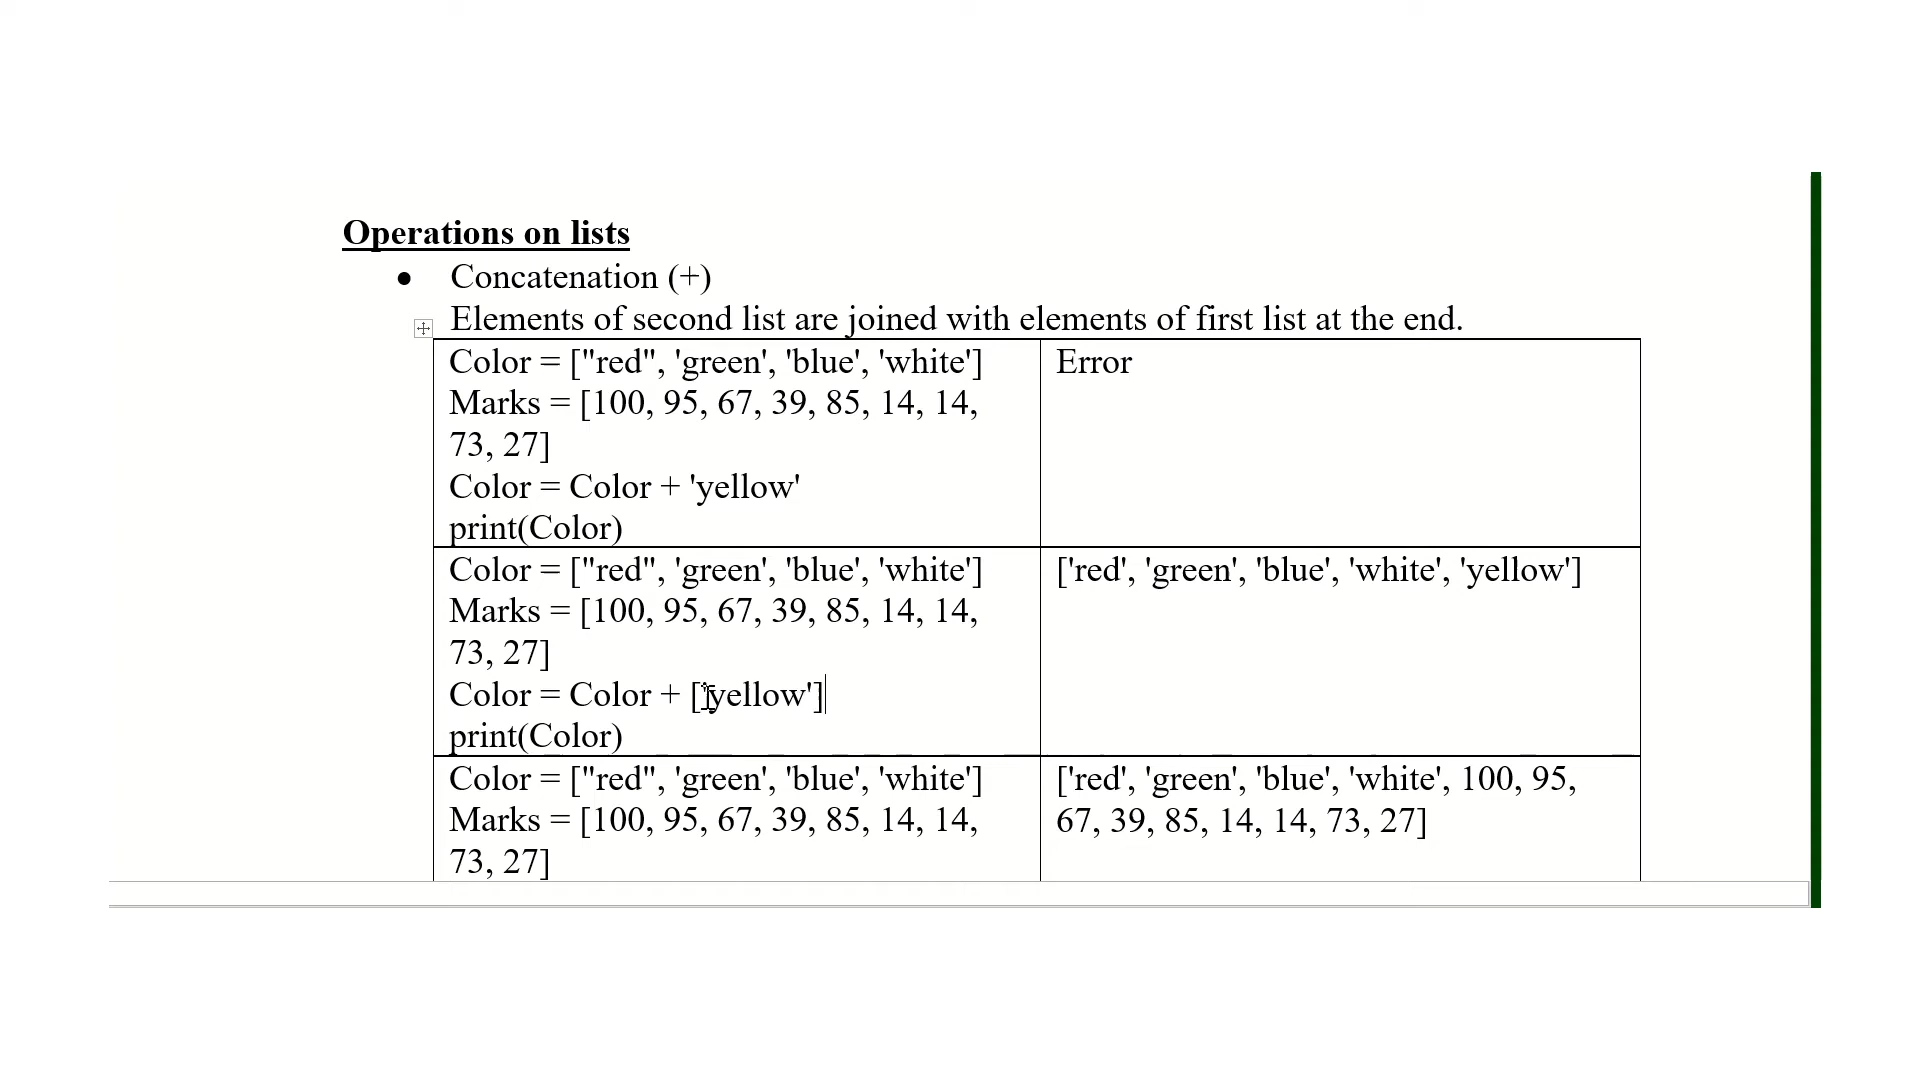 Operations on lists
● Concatenation (+)
Elements of second list are joined with elements of first list at the end.
Color = ["red", 'green', 'blue', 'white']
Marks = [100, 95, 67, 39, 85, 14, 14,
73, 27]
Color = Color + 'yellow'
print(Color)
Error
Color = ["red", 'green', 'blue', 'white']
Marks = [100, 95, 67, 39, 85, 14, 14,
73, 27]
Color = Color + ['yellow']
print(Color)
['red', 'green', 'blue', 'white', 'yellow']
Color = ["red", 'green', 'blue', 'white']
Marks = [100, 95, 67, 39, 85, 14, 14,
73, 27]
['red', 'green', 'blue', 'white', 100, 95,
67, 39, 85, 14, 14, 73, 27]